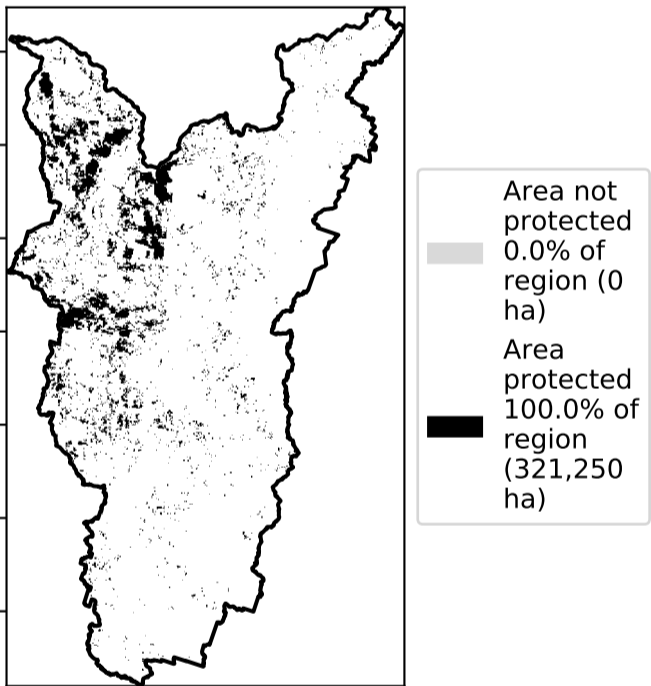 Area not
protected
0.0% of
region (0
ha)
Area
protected
100.0% of
region
(321,250
ha)